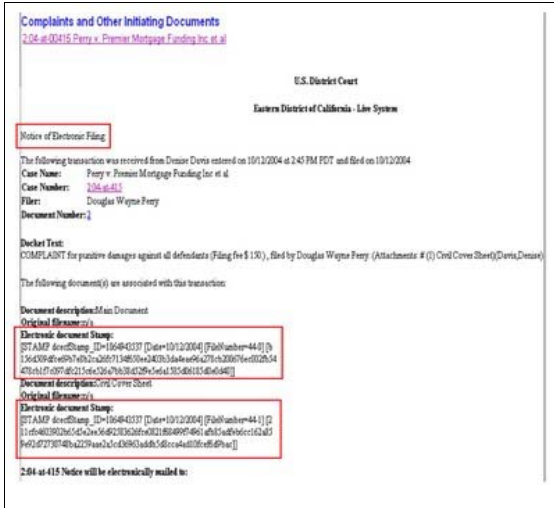 Complaints and Other Initiating Documents
2:04-at-00415 Perry v. Premier Mortgage Funding Inc et al
U.S. District Court
Eastern District of California - Live System
Notice of Electronic Filing
The following transaction was received from Denise Davis entered on 10/12/2004 at 2:45 PM PDT and filed on 10/12/2004
Case Name: Perry v. Premier Mortgage Funding Inc et al
Case Number: 2:04-at-415
Filer: Douglas Wayne Perry
Document Number: 2
Docket Text:
COMPLAINT for punitive damages against all defendants (Filing fee $ 150.), filed by Douglas Wayne Perry. (Attachments: # (1) Civil Cover Sheet)(Davis, Denise)
The following document(s) are associated with this transaction:
Document description:Main Document
Original filename:n/a
Electronic document Stamp:
[STAMP dcecfStamp_ID=1064943537 [Date=10/12/2004] [FileNumber=44-0]
Document description:Civil Cover Sheet
Original filename:n/a
Electronic document Stamp:
[STAMP dcecfStamp_ID=1064943537 [Date=10/12/2004] [FileNumber=44-1]
2:04-at-415 Notice will be electronically mailed to: